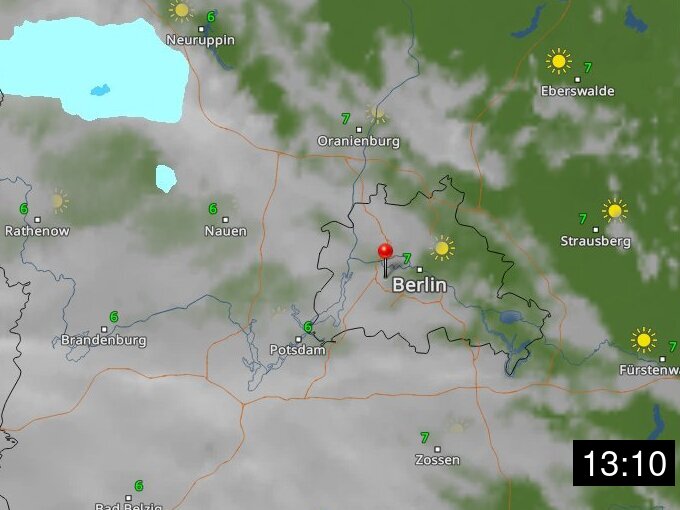 6
Neuruppin
7
Eberswalde
7
Oranienburg
6
Rathenow
6
Nauen
7
Strausberg
7
Berlin
6
Brandenburg
6
Potsdam
7
Fürstenwa
7
Zossen
13:10
6
Bad Belzig